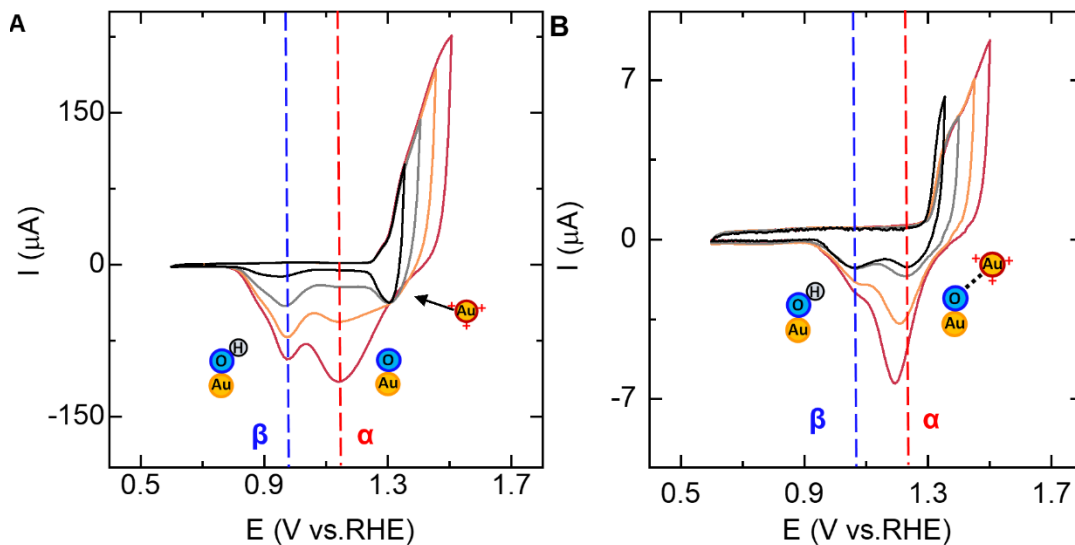 A
I (μA)
150
0
-150
0.5
0.9
1.3
1.7
E (V vs.RHE)
β
α
H
O
Au
O
Au
+ Au +
+
B
I (μA)
7
0
-7
0.5
0.9
1.3
1.7
E (V vs.RHE)
β
α
H
O
Au
+ Au +
+
O
Au